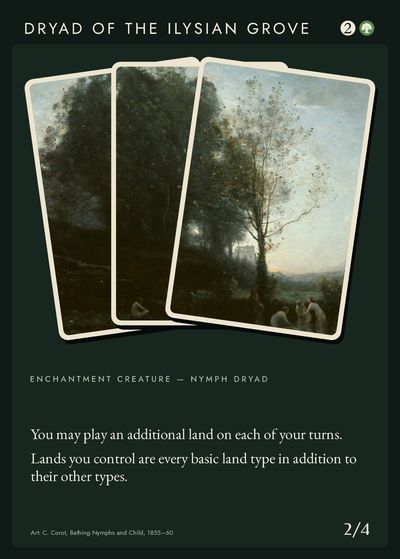 DRYAD OF THE ILYSIAN GROVE 2
ENCHANTMENT CREATURE — NYMPH DRYAD
You may play an additional land on each of your turns.
Lands you control are every basic land type in addition to
their other types.
Art: C. Corot, Bathing Nymphs and Child, 1855–60
2/4